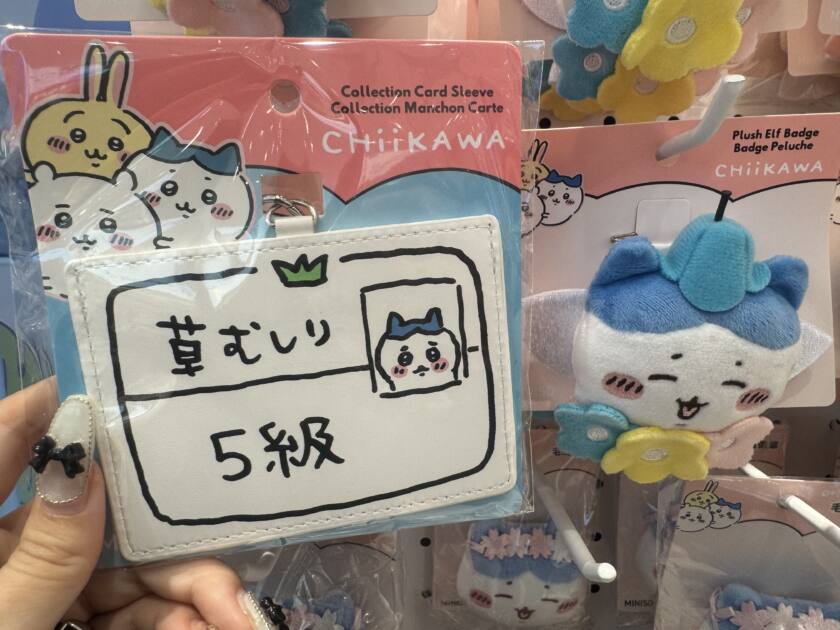 Collection Card Sleeve
Collection Manchon Carte
CHiiKAWA
草むしり
5級
Plush Elf Badge
Badge Peluche
CHiiKAWA
MINISO